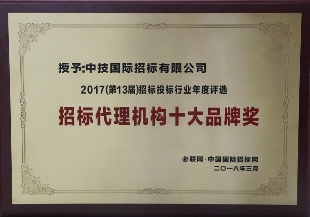 授予:中技国际招标有限公司
2017(第13届)招标投标行业年度评选
招标代理机构十大品牌奖
必联网·中国国际招标网
二〇一八年三月